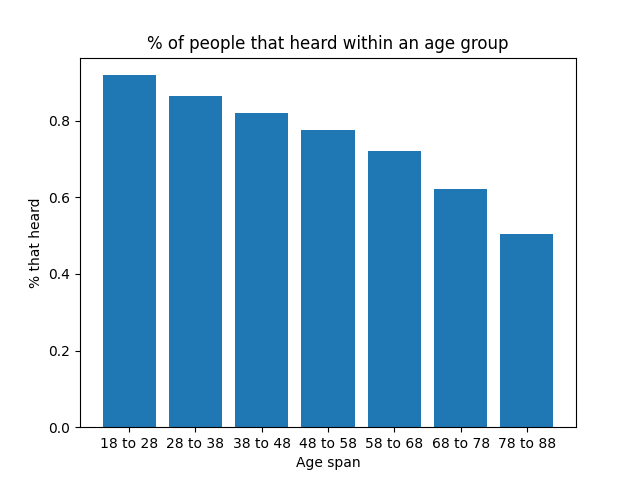 % of people that heard within an age group
% that heard
0.8
0.6
0.4
0.2
0.0
18 to 28 28 to 38 38 to 48 48 to 58 58 to 68 68 to 78 78 to 88
Age span